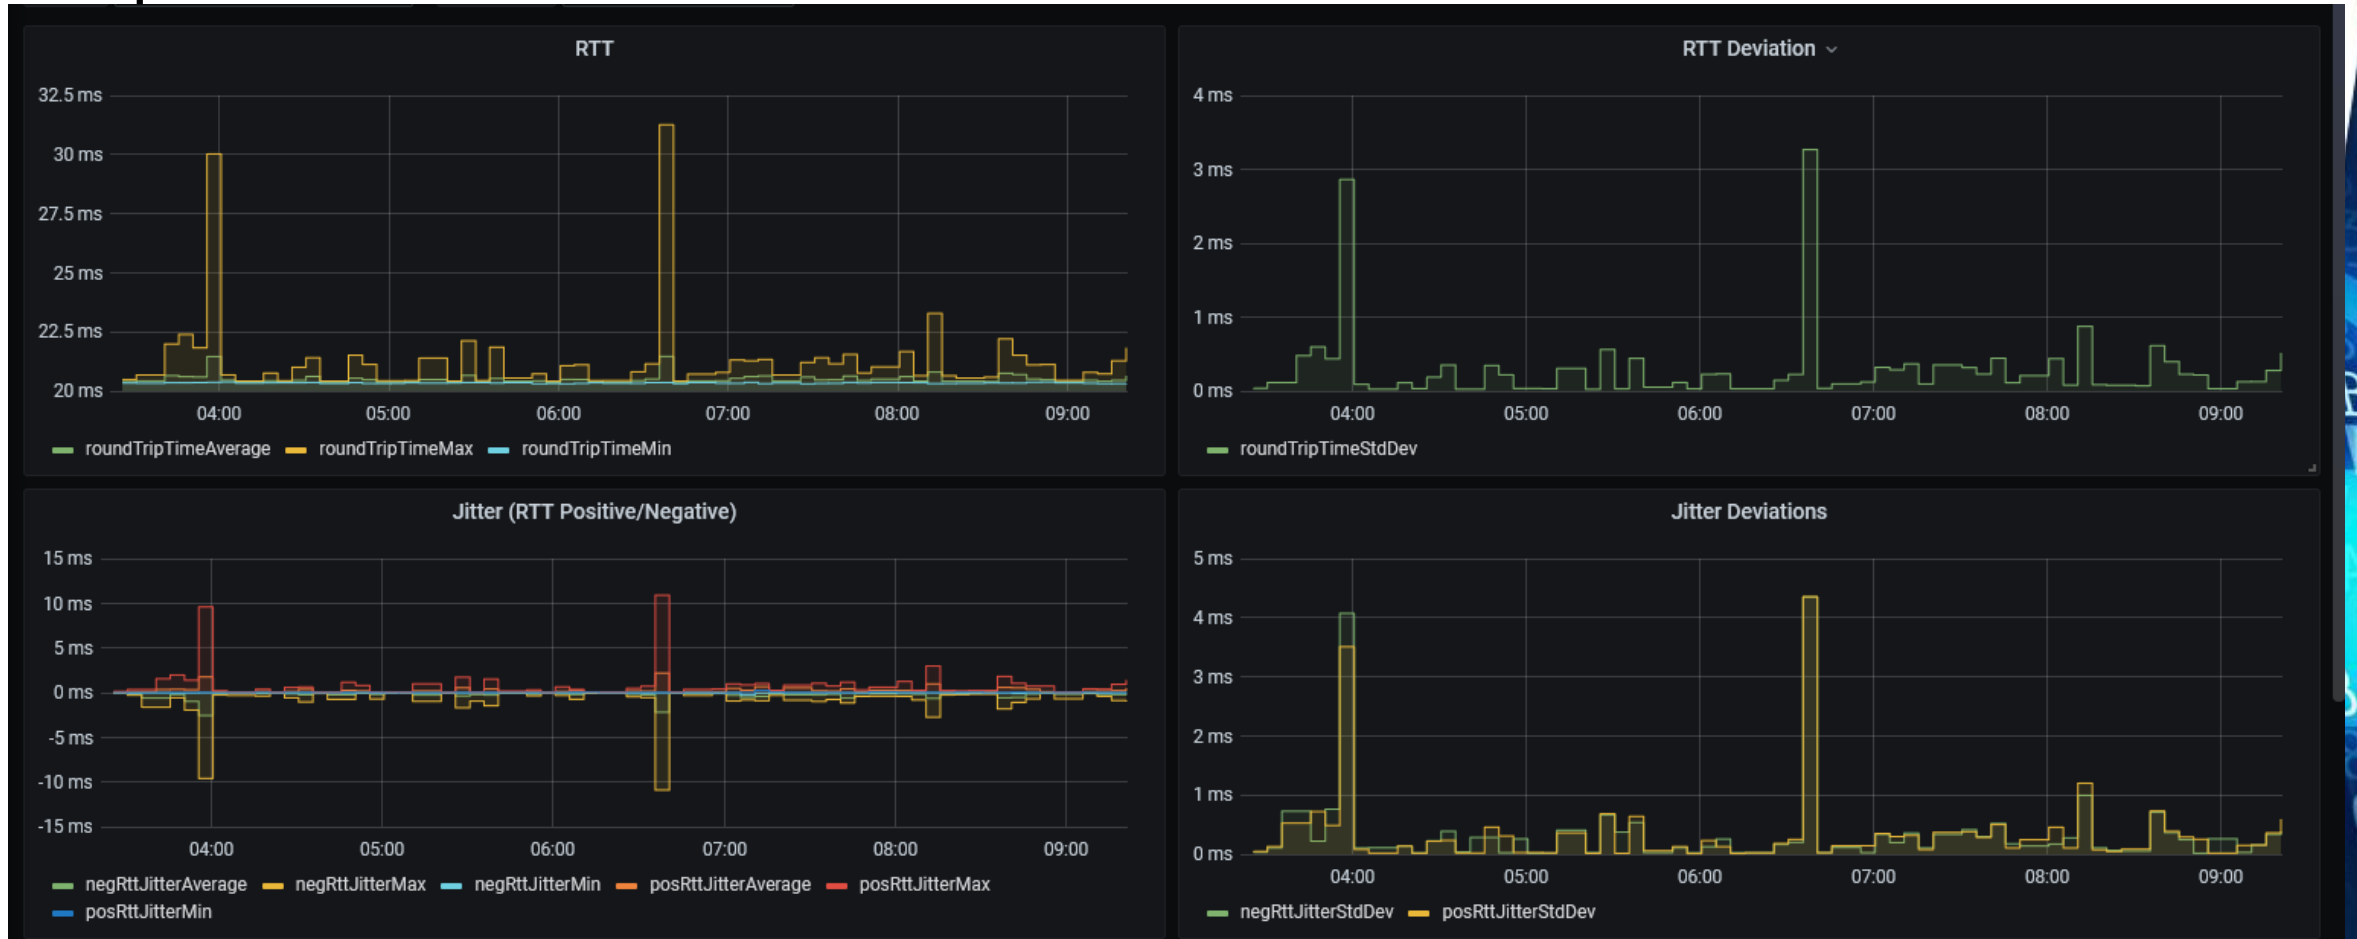 RTT
32.5 ms
30 ms
27.5 ms
25 ms
22.5 ms
20 ms
04:00 05:00 06:00 07:00 08:00 09:00
roundTripTimeAverage roundTripTimeMax roundTripTimeMin
RTT Deviation
4 ms
3 ms
2 ms
1 ms
0 ms
04:00 05:00 06:00 07:00 08:00 09:00
roundTripTimeStdDev
Jitter (RTT Positive/Negative)
15 ms
10 ms
5 ms
0 ms
-5 ms
-10 ms
-15 ms
04:00 05:00 06:00 07:00 08:00 09:00
negRttJitterAverage negRttJitterMax negRttJitterMin posRttJitterAverage posRttJitterMax
posRttJitterMin
Jitter Deviations
5 ms
4 ms
3 ms
2 ms
1 ms
0 ms
04:00 05:00 06:00 07:00 08:00 09:00
negRttJitterStdDev posRttJitterStdDev